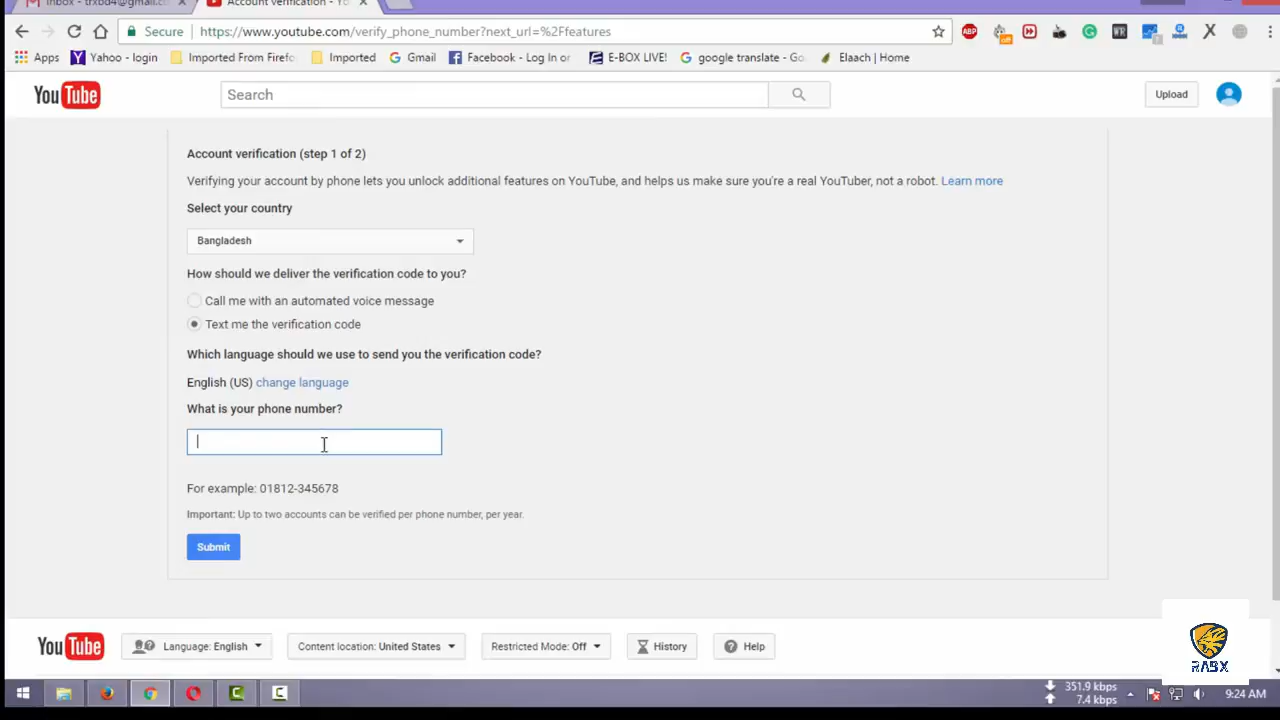 Inbox - trxbd4@gmail.co
Account verification - Yo
Secure https://www.youtube.com/verify_phone_number?next_url=%2Ffeatures
Apps Yahoo - login Imported From Firefo Imported Gmail Facebook - Log In or E-BOX LIVE! google translate - Go Elaach | Home
YouTube Search Upload
Account verification (step 1 of 2)
Verifying your account by phone lets you unlock additional features on YouTube, and helps us make sure you're a real YouTuber, not a robot. Learn more
Select your country
Bangladesh
How should we deliver the verification code to you?
Call me with an automated voice message
Text me the verification code
Which language should we use to send you the verification code?
English (US) change language
What is your phone number?
For example: 01812-345678
Important: Up to two accounts can be verified per phone number, per year.
Submit
YouTube Language: English Content location: United States Restricted Mode: Off History Help
RABX
351.9 kbps
7.4 kbps
9:24 AM